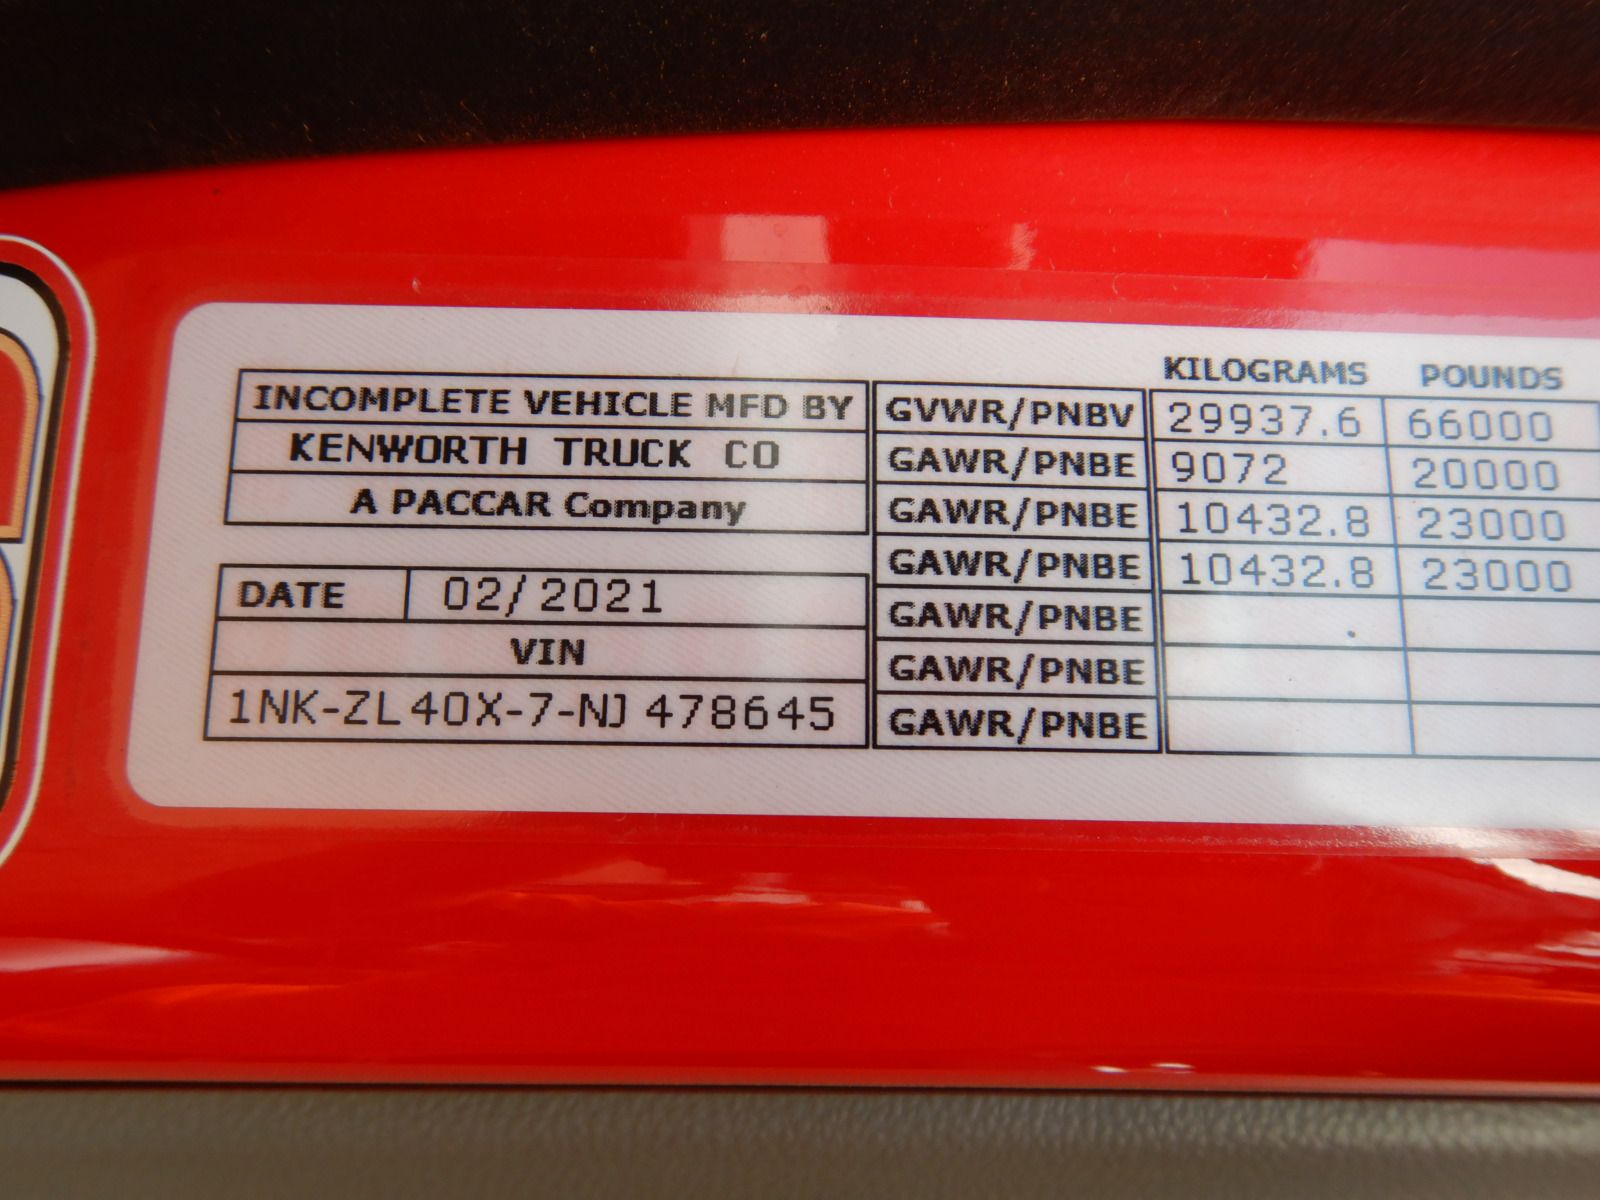 KILOGRAMS POUNDS
INCOMPLETE VEHICLE MFD BY GVWR/PNBV 29937.6 66000
KENWORTH TRUCK CO GAWR/PNBE 9072 20000
A PACCAR Company GAWR/PNBE 10432.8 23000
GAWR/PNBE 10432.8 23000
DATE 02/2021 GAWR/PNBE
VIN GAWR/PNBE
1NK-ZL40X-7-NJ 478645 GAWR/PNBE